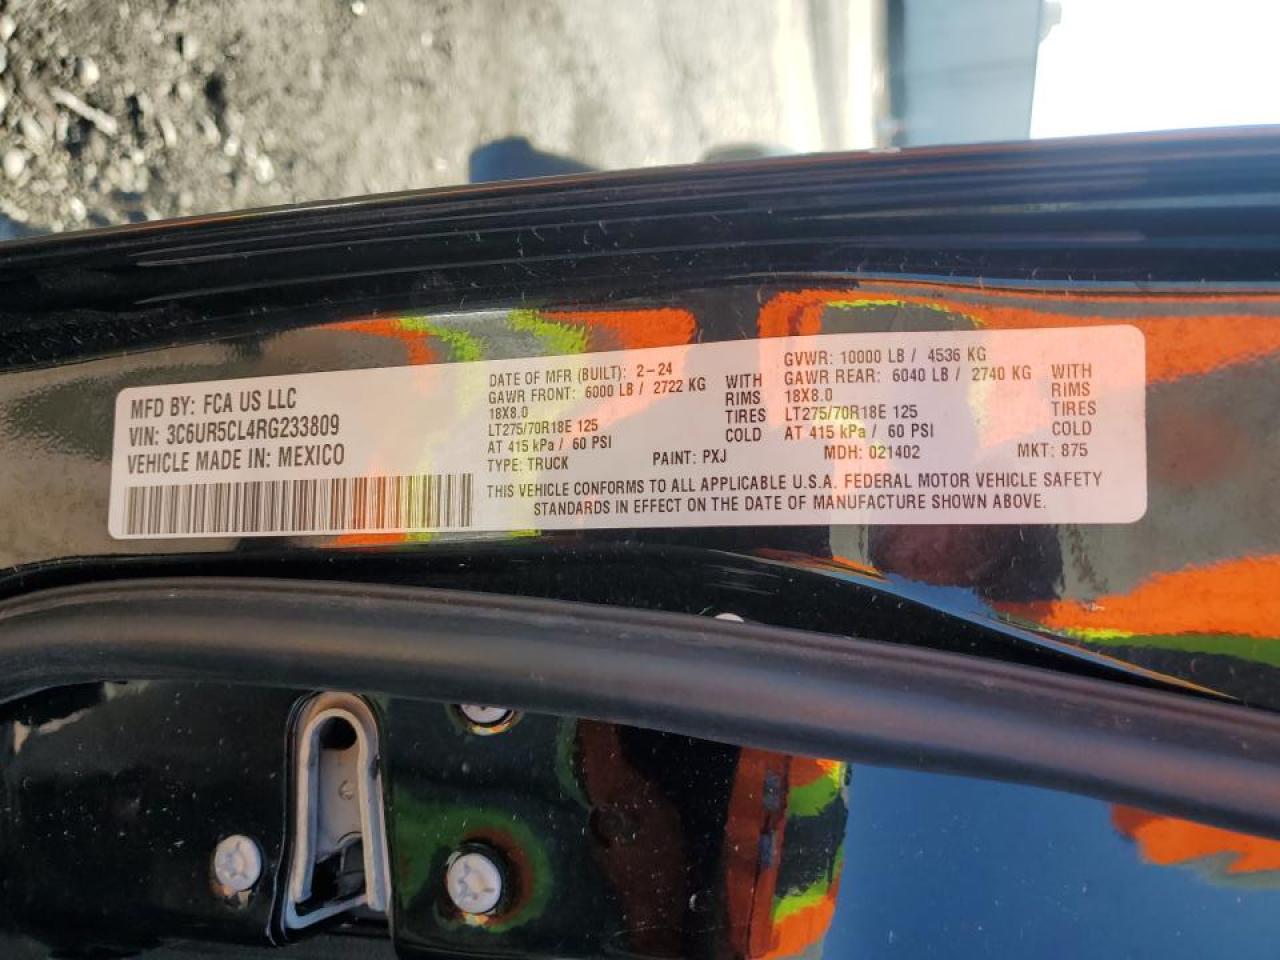 MFD BY: FCA US LLC
VIN: 3C6UR5CL4RG233809
VEHICLE MADE IN: MEXICO
DATE OF MFR (BUILT): 2-24
GAWR FRONT: 6000 LB / 2722 KG WITH
18X8.0 RIMS
LT275/70R18E 125 TIRES
AT 415 kPa / 60 PSI COLD
TYPE: TRUCK PAINT: PXJ
GVWR: 10000 LB / 4536 KG
GAWR REAR: 6040 LB / 2740 KG WITH
18X8.0 RIMS
LT275/70R18E 125 TIRES
AT 415 kPa / 60 PSI COLD
MDH: 021402 MKT: 875
THIS VEHICLE CONFORMS TO ALL APPLICABLE U.S.A. FEDERAL MOTOR VEHICLE SAFETY
STANDARDS IN EFFECT ON THE DATE OF MANUFACTURE SHOWN ABOVE.